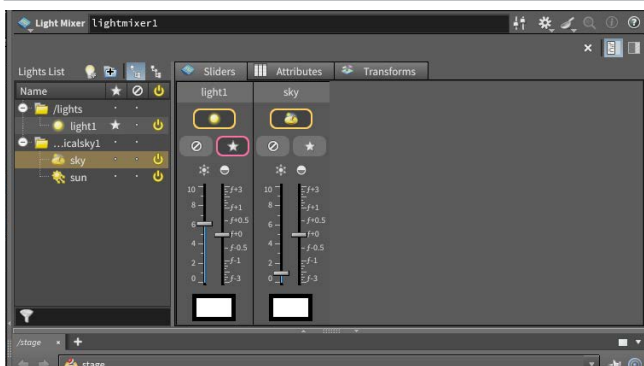 Light Mixer lightmixer1
Lights List
Sliders Attributes Transforms
Name
light1 sky
/lights
light1
...icalsky1
sky
sun
10 f+3 10 f+3
8 f+1 8 f+1
6 f+0.5 6 f+0.5
f+0 f+0
4 f-0.5 4 f-0.5
2 f-1 2 f-1
0 f-3 0 f-3
/stage
stage